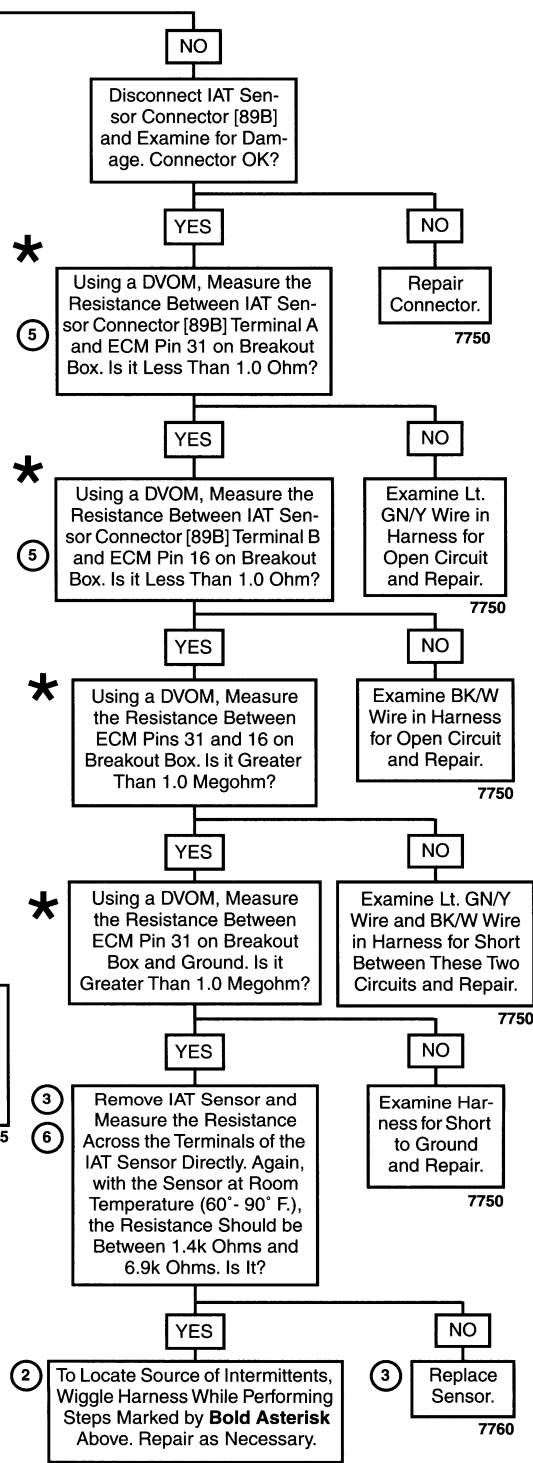 NO
Disconnect IAT Sen-
sor Connector [89B]
and Examine for Dam-
age. Connector OK?
YES
NO
*
Using a DVOM, Measure the
Resistance Between IAT Sen-
sor Connector [89B] Terminal A
and ECM Pin 31 on Breakout
Box. Is it Less Than 1.0 Ohm?
5
Repair
Connector.
7750
YES
NO
*
Using a DVOM, Measure the
Resistance Between IAT Sen-
sor Connector [89B] Terminal B
and ECM Pin 16 on Breakout
Box. Is it Less Than 1.0 Ohm?
5
Examine Lt.
GN/Y Wire in
Harness for
Open Circuit
and Repair.
7750
YES
NO
*
Using a DVOM, Measure
the Resistance Between
ECM Pins 31 and 16 on
Breakout Box. Is it Greater
Than 1.0 Megohm?
Examine BK/W
Wire in Harness
for Open Circuit
and Repair.
7750
YES
NO
*
Using a DVOM, Measure
the Resistance Between
ECM Pin 31 on Breakout
Box and Ground. Is it
Greater Than 1.0 Megohm?
Examine Lt. GN/Y
Wire and BK/W Wire
in Harness for Short
Between These Two
Circuits and Repair.
7750
YES
NO
5
3
6
Remove IAT Sensor and
Measure the Resistance
Across the Terminals of the
IAT Sensor Directly. Again,
with the Sensor at Room
Temperature (60˚- 90˚ F.),
the Resistance Should be
Between 1.4k Ohms and
6.9k Ohms. Is It?
Examine Har-
ness for Short
to Ground
and Repair.
7750
YES
NO
2
To Locate Source of Intermittents,
Wiggle Harness While Performing
Steps Marked by Bold Asterisk
Above. Repair as Necessary.
3
Replace
Sensor.
7760